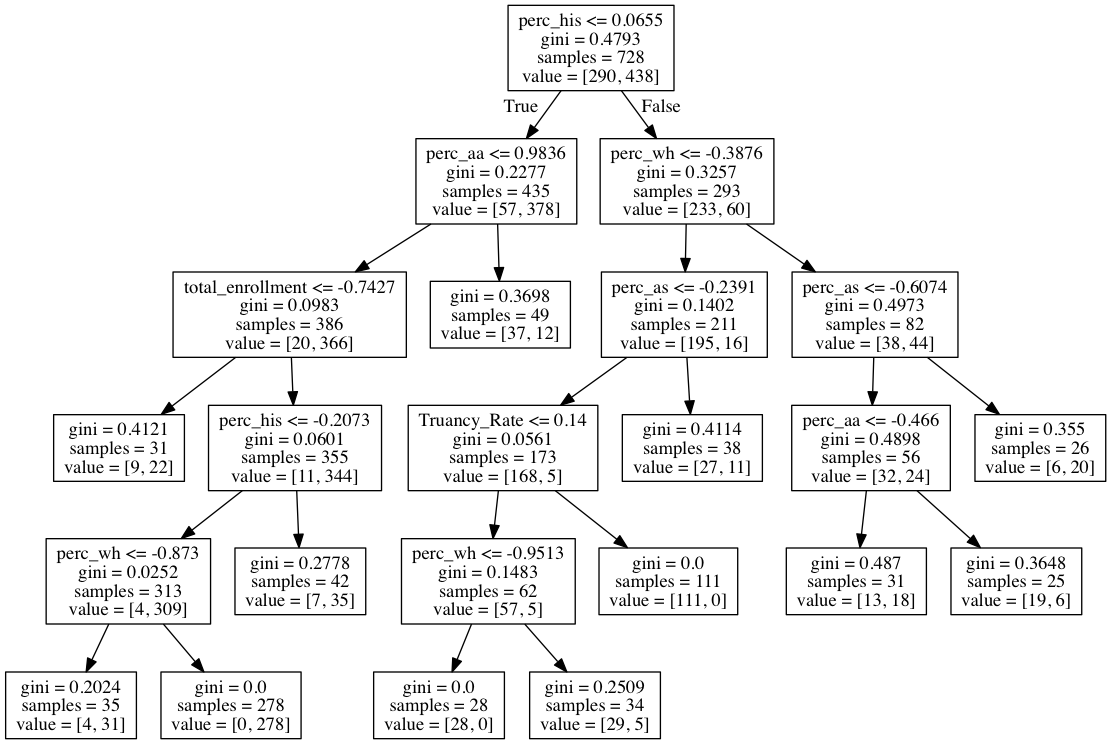 perc_his <= 0.0655
gini = 0.4793
samples = 728
value = [290, 438]
True
False
perc_aa <= 0.9836
gini = 0.2277
samples = 435
value = [57, 378]
perc_wh <= -0.3876
gini = 0.3257
samples = 293
value = [233, 60]
total_enrollment <= -0.7427
gini = 0.0983
samples = 386
value = [20, 366]
gini = 0.3698
samples = 49
value = [37, 12]
perc_as <= -0.2391
gini = 0.1402
samples = 211
value = [195, 16]
perc_as <= -0.6074
gini = 0.4973
samples = 82
value = [38, 44]
gini = 0.4121
samples = 31
value = [9, 22]
perc_his <= -0.2073
gini = 0.0601
samples = 355
value = [11, 344]
Truancy_Rate <= 0.14
gini = 0.0561
samples = 173
value = [168, 5]
gini = 0.4114
samples = 38
value = [27, 11]
perc_aa <= -0.466
gini = 0.4898
samples = 56
value = [32, 24]
gini = 0.355
samples = 26
value = [6, 20]
perc_wh <= -0.873
gini = 0.0252
samples = 313
value = [4, 309]
gini = 0.2778
samples = 42
value = [7, 35]
perc_wh <= -0.9513
gini = 0.1483
samples = 62
value = [57, 5]
gini = 0.0
samples = 111
value = [111, 0]
gini = 0.487
samples = 31
value = [13, 18]
gini = 0.3648
samples = 25
value = [19, 6]
gini = 0.2024
samples = 35
value = [4, 31]
gini = 0.0
samples = 278
value = [0, 278]
gini = 0.0
samples = 28
value = [28, 0]
gini = 0.2509
samples = 34
value = [29, 5]